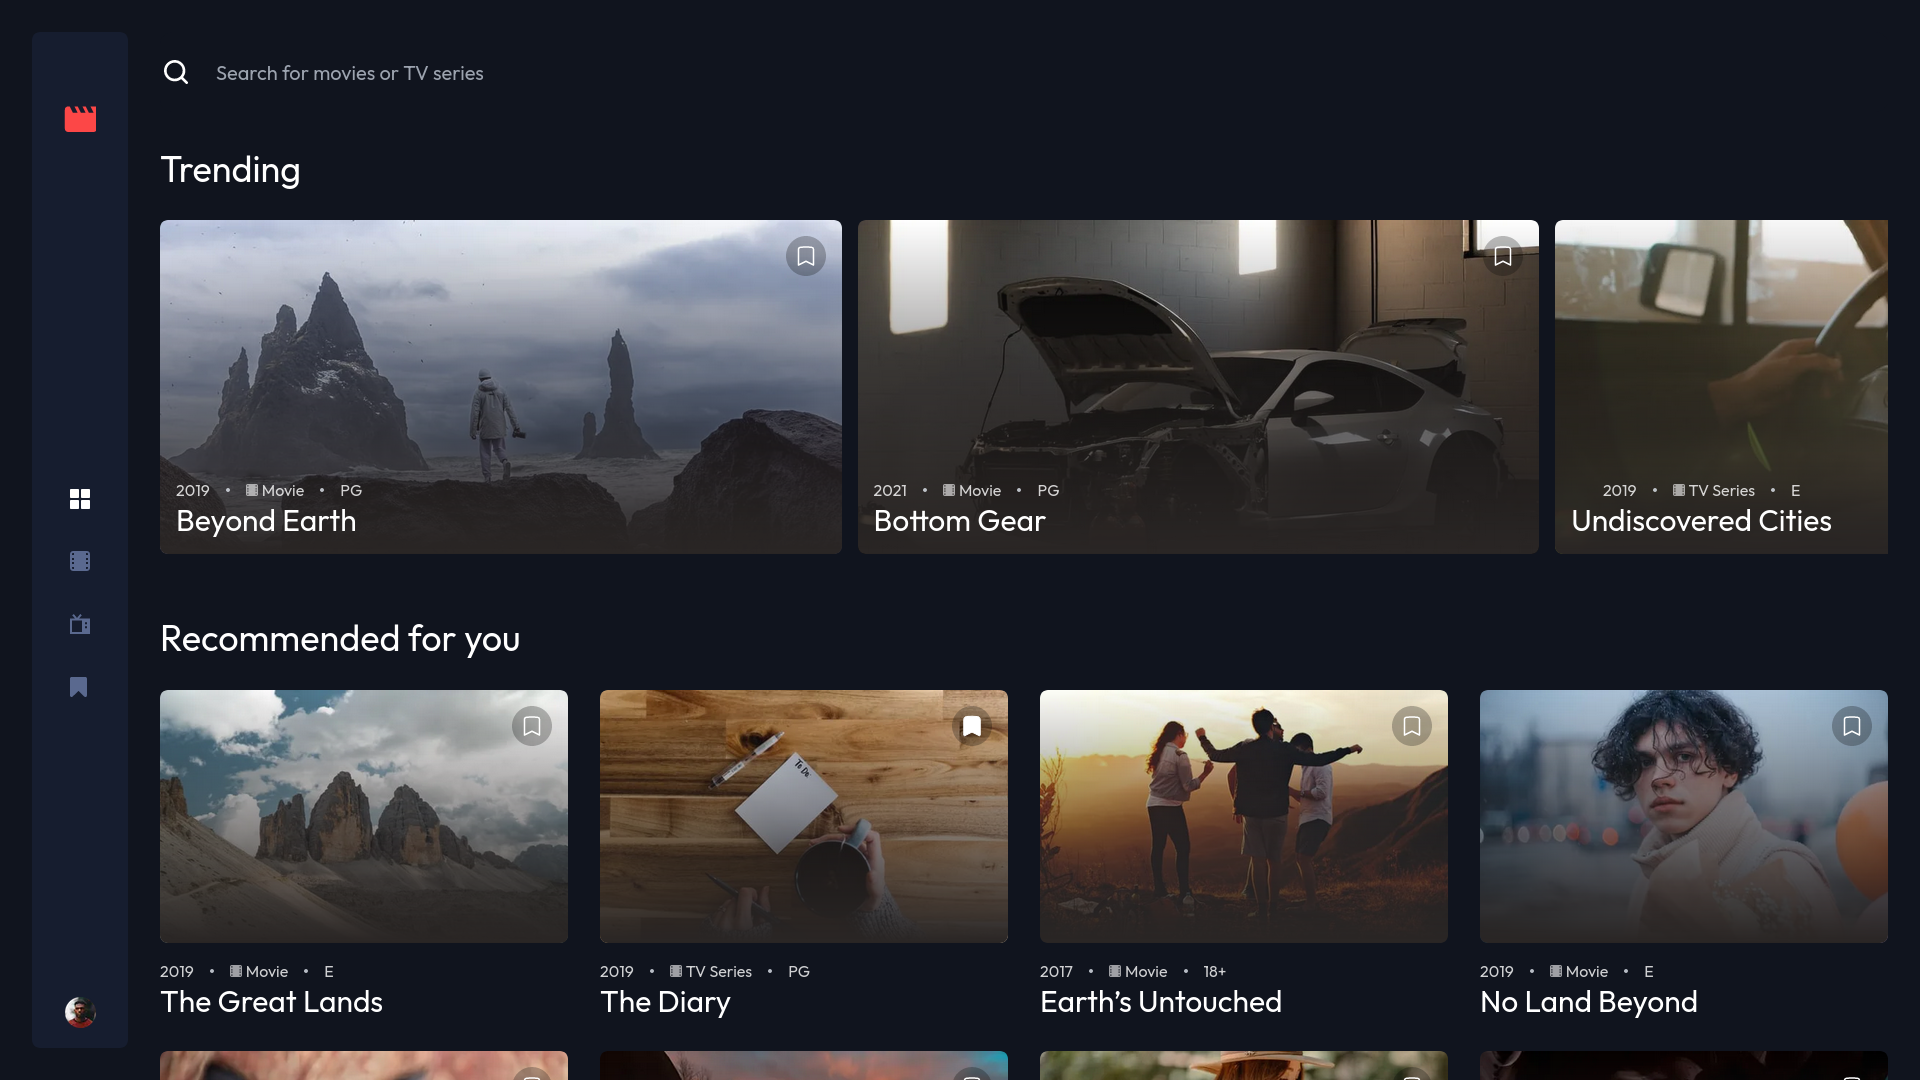 Search for movies or TV series
Trending
2019 • Movie • PG
Beyond Earth
2021 • Movie • PG
Bottom Gear
2019 • TV Series • E
Undiscovered Cities
Recommended for you
To Do
2019 • Movie • E
The Great Lands
2019 • TV Series • PG
The Diary
2017 • Movie • 18+
Earth’s Untouched
2019 • Movie • E
No Land Beyond